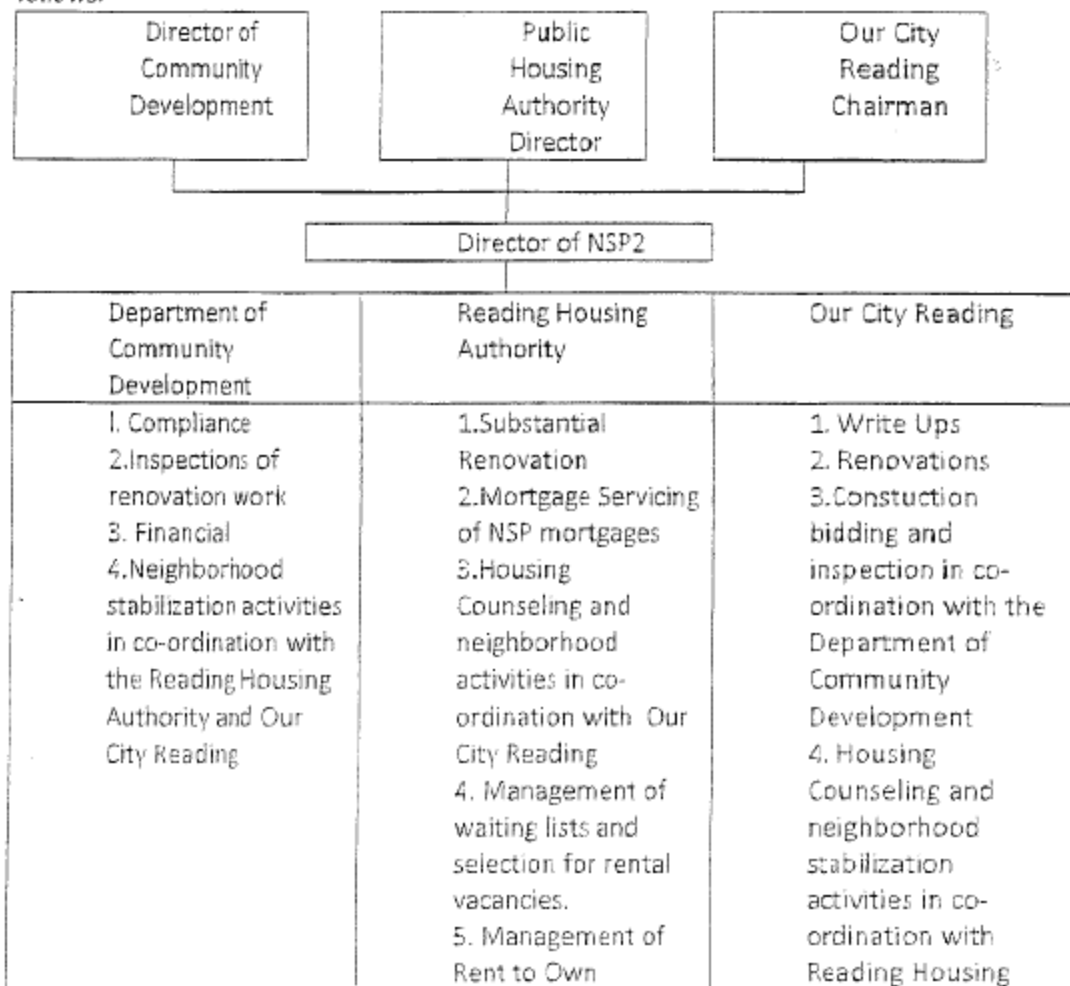 follows:
Director of
Community
Development
Public
Housing
Authority
Director
Our City
Reading
Chairman
Director of NSP2
Department of
Community
Development
Reading Housing
Authority
Our City Reading
1. Compliance
2.Inspections of
renovation work
3. Financial
4.Neighborhood
stabilization activities
in co-ordination with
the Reading Housing
Authority and Our
City Reading
1.Substantial
Renovation
2.Mortgage Servicing
of NSP mortgages
3.Housing
Counseling and
neighborhood
activities in co-
ordination with Our
City Reading
4. Management of
waiting lists and
selection for rental
vacancies.
5. Management of
Rent to Own
1. Write Ups
2. Renovations
3.Constuction
bidding and
inspection in co-
ordination with the
Department of
Community
Development
4. Housing
Counseling and
neighborhood
stabilization
activities in co-
ordination with
Reading Housing